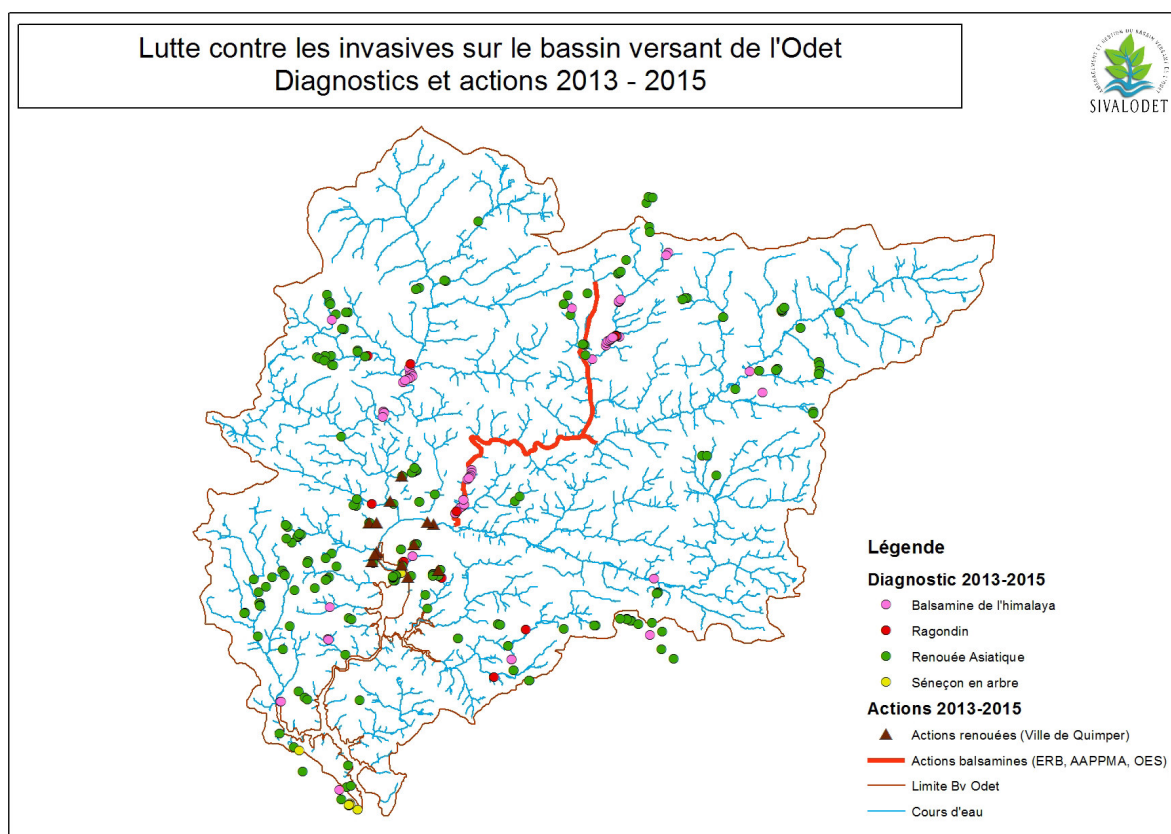 Lutte contre les invasives sur le bassin versant de l'Odet
Diagnostics et actions 2013 - 2015
SIVALODET
Légende
Diagnostic 2013-2015
Balsamine de l'himalaya
Ragondin
Renouée Asiatique
Séneçon en arbre
Actions 2013-2015
Actions renouées (Ville de Quimper)
Actions balsamines (ERB, AAPPMA, OES)
Limite Bv Odet
Cours d'eau